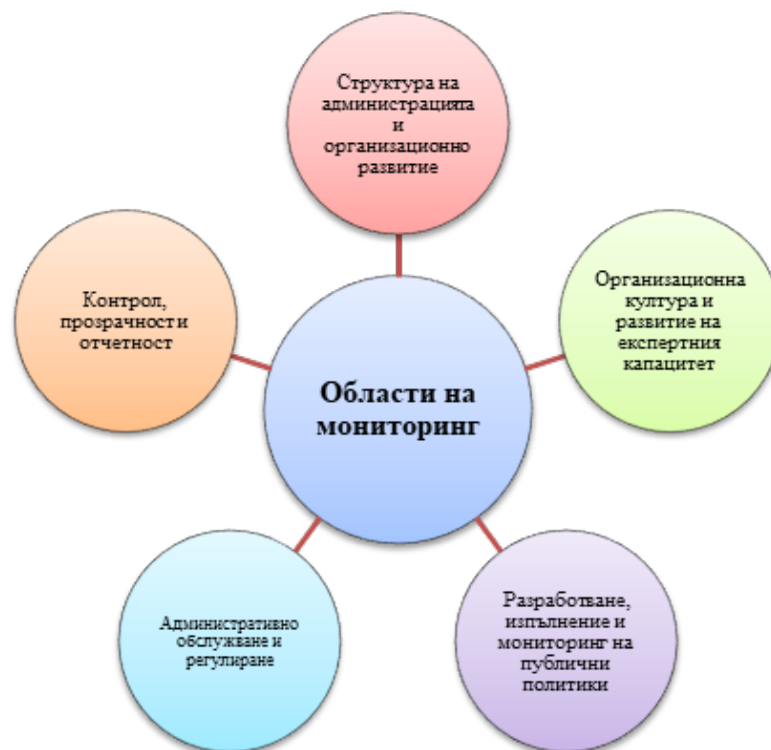 Структура на
администрацията
и
организационно
развитие
Организационна
култура и
развитие на
експертния
капацитет
Разработване,
изпълнение и
мониторинг на
публични
политики
Административно
обслужване и
регулиране
Контрол,
прозрачност и
отчетност
Области на
мониторинг